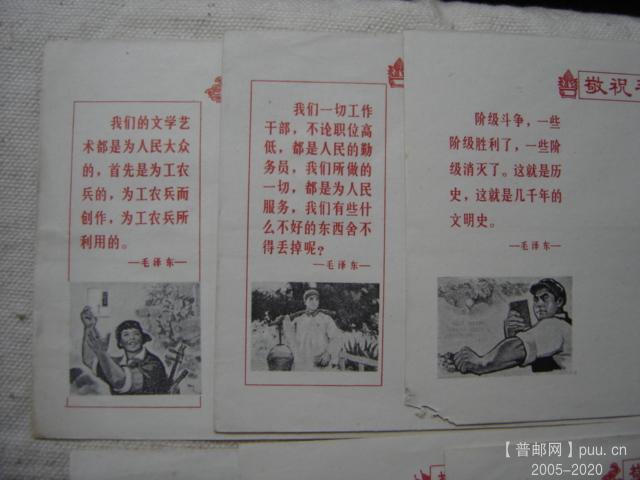 我们的文学艺
术都是为人民大众
的，首先是为工农
兵的，为工农兵而
创作，为工农兵所
利用的。
—毛泽东—
我们一切工作
干部，不论职位高
低，都是人民的勤
务员，我们所做的
一切，都是为人民
服务，我们有些什
么不好的东西舍不
得丢掉呢？
—毛泽东—
敬祝
阶级斗争，一些
阶级胜利了，一些阶
级消灭了。这就是历
史，这就是几千年的
文明史。
—毛泽东—
【普邮网】puu.cn
2005-2020